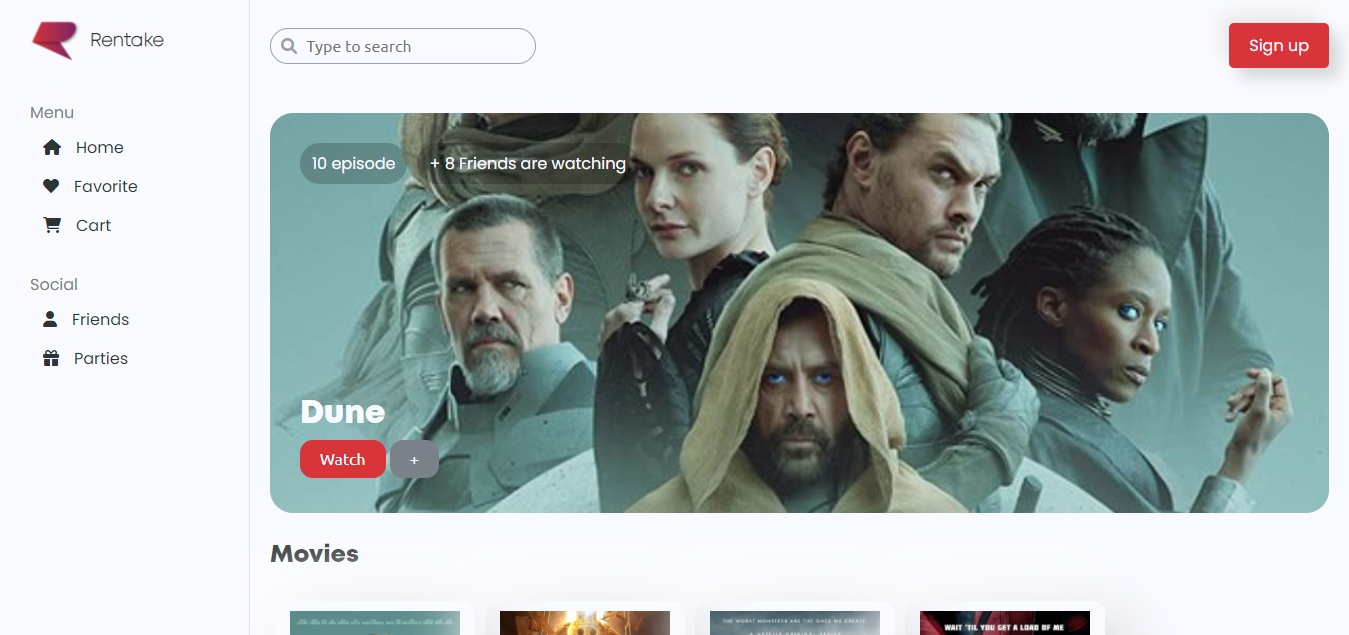 Rentake
Type to search
Sign up
Menu
Home
Favorite
Cart
Social
Friends
Parties
10 episode
+ 8 Friends are watching
Dune
Watch
+
Movies
THE WORST MONSTERS ARE THE ONES WE CREATE.
WAIT 'TIL YOU GET A LOAD OF ME